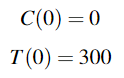 C(0) = 0
T(0) = 300